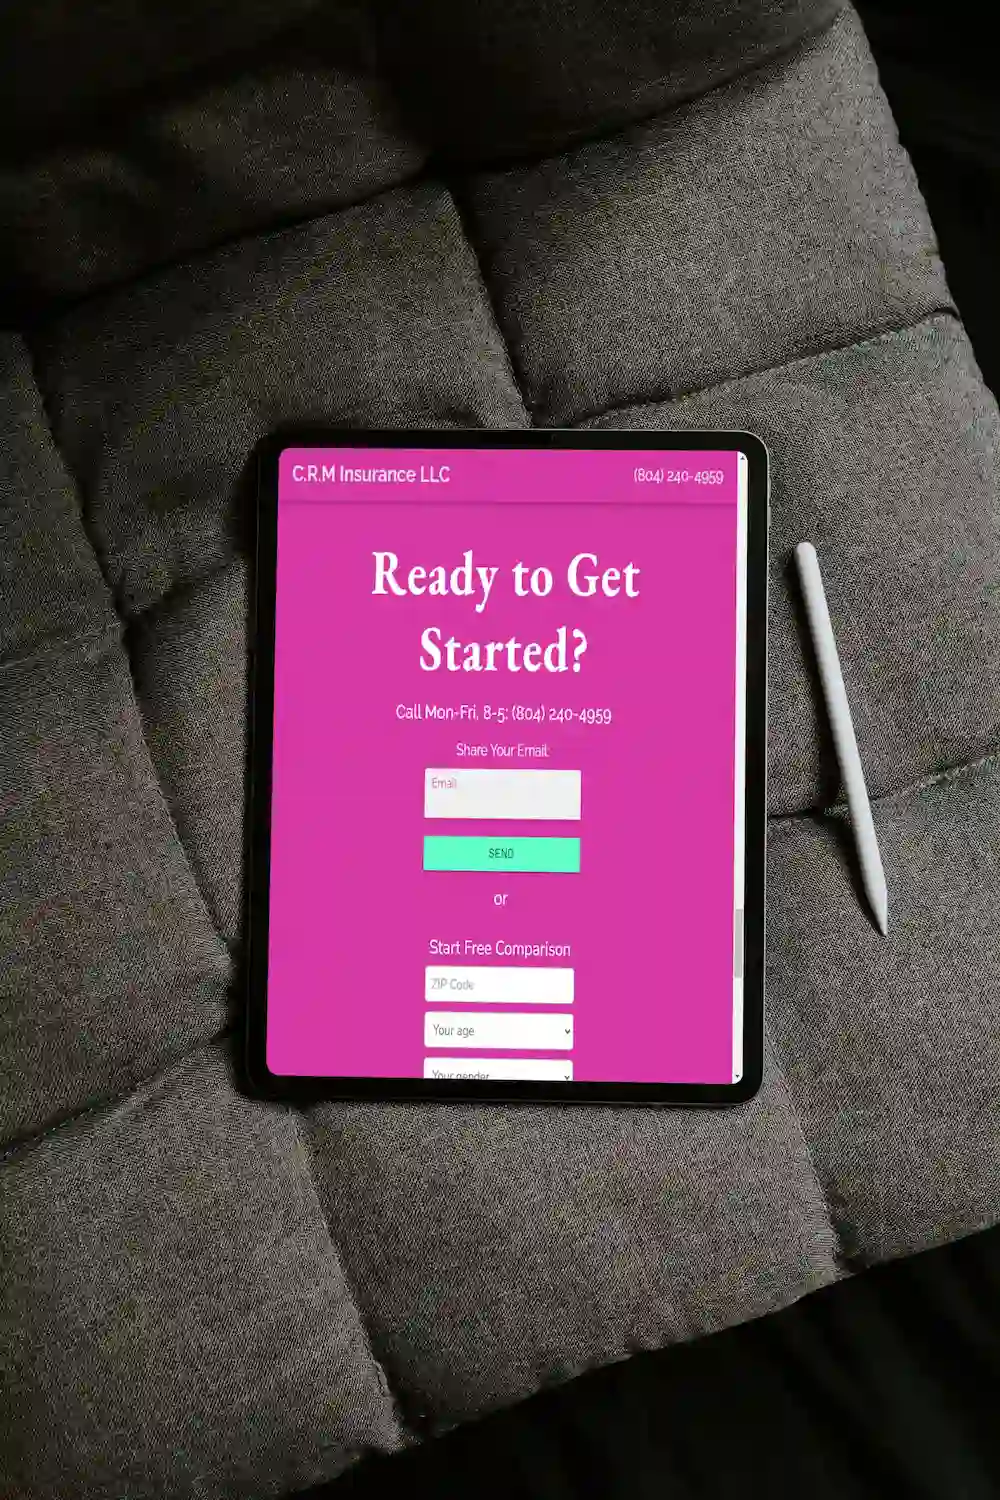 C.R.M Insurance LLC
(804) 240-4959
Ready to Get
Started?
Call Mon-Fri, 8-5: (804) 240-4959
Share Your Email:
Email
SEND
or
Start Free Comparison
ZIP Code
Your age
Your gender